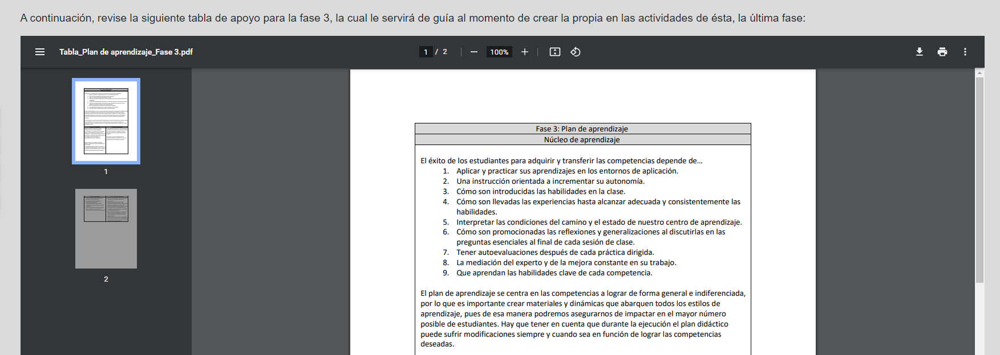 A continuación, revise la siguiente tabla de apoyo para la fase 3, la cual le servirá de guía al momento de crear la propia en las actividades de ésta, la última fase:
Tabla_Plan de aprendizaje_Fase 3.pdf
1 / 2
100%
1
2
Fase 3: Plan de aprendizaje
Núcleo de aprendizaje
El éxito de los estudiantes para adquirir y transferir las competencias depende de...
1. Aplicar y practicar sus aprendizajes en los entornos de aplicación.
2. Una instrucción orientada a incrementar su autonomía.
3. Cómo son introducidas las habilidades en la clase.
4. Cómo son llevadas las experiencias hasta alcanzar adecuada y consistentemente las
habilidades.
5. Interpretar las condiciones del camino y el estado de nuestro centro de aprendizaje.
6. Cómo son promocionadas las reflexiones y generalizaciones al discutirlas en las
preguntas esenciales al final de cada sesión de clase.
7. Tener autoevaluaciones después de cada práctica dirigida.
8. La mediación del experto y de la mejora constante en su trabajo.
9. Que aprendan las habilidades clave de cada competencia.
El plan de aprendizaje se centra en las competencias a lograr de forma general e indiferenciada,
por lo que es importante crear materiales y dinámicas que abarquen todos los estilos de
aprendizaje, pues de esa manera podremos asegurarnos de impactar en el mayor número
posible de estudiantes. Hay que tener en cuenta que durante la ejecución el plan didáctico
puede sufrir modificaciones siempre y cuando sea en función de lograr las competencias
deseadas.